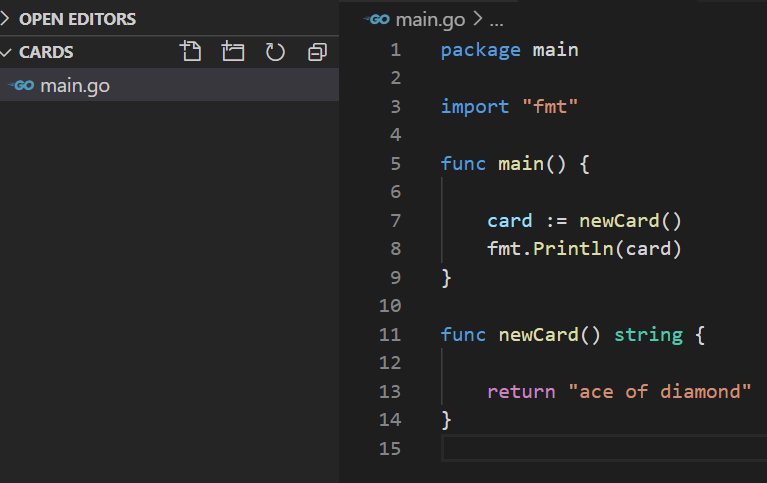 OPEN EDITORS
CARDS
GO main.go
GO main.go > ...
1 package main
2
3 import "fmt"
4
5 func main() {
6
7 card := newCard()
8 fmt.Println(card)
9 }
10
11 func newCard() string {
12
13 return "ace of diamond"
14 }
15